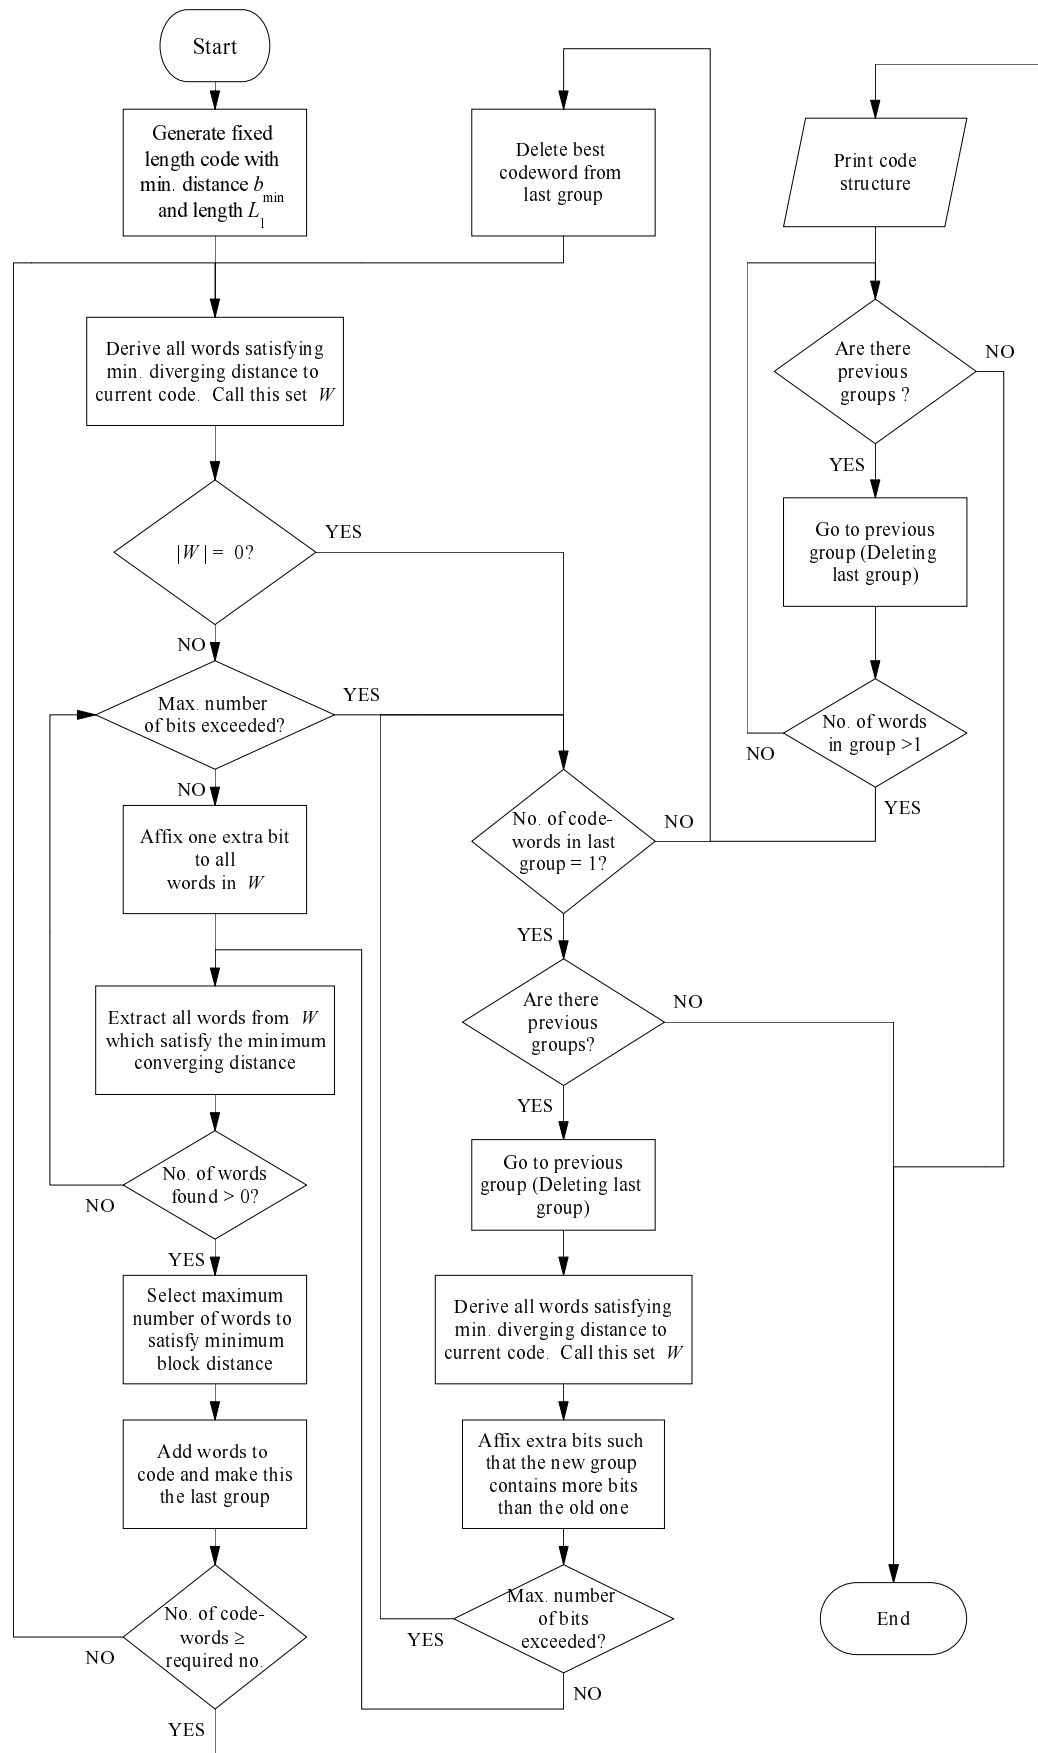 Start
Generate fixed
length code with
min. distance b min
and length L1
Derive all words satisfying
min. diverging distance to
current code. Call this set W
|W| = 0?
YES
NO
Max. number
of bits exceeded?
YES
NO
Affix one extra bit
to all
words in W
Extract all words from W
which satisfy the minimum
converging distance
No. of words
found > 0?
NO
YES
Select maximum
number of words to
satisfy minimum
block distance
Add words to
code and make this
the last group
No. of code-
words ≥
required no.
NO
YES
Delete best
codeword from
last group
No. of code-
words in last
group = 1?
NO
YES
Are there
previous
groups?
NO
YES
Go to previous
group (Deleting last
group)
Derive all words satisfying
min. diverging distance to
current code. Call this set W
Affix extra bits such
that the new group
contains more bits
than the old one
Max. number
of bits
exceeded?
YES
NO
Print code
structure
Are there
previous
groups ?
NO
YES
Go to previous
group (Deleting
last group)
No. of words
in group >1
NO
YES
End